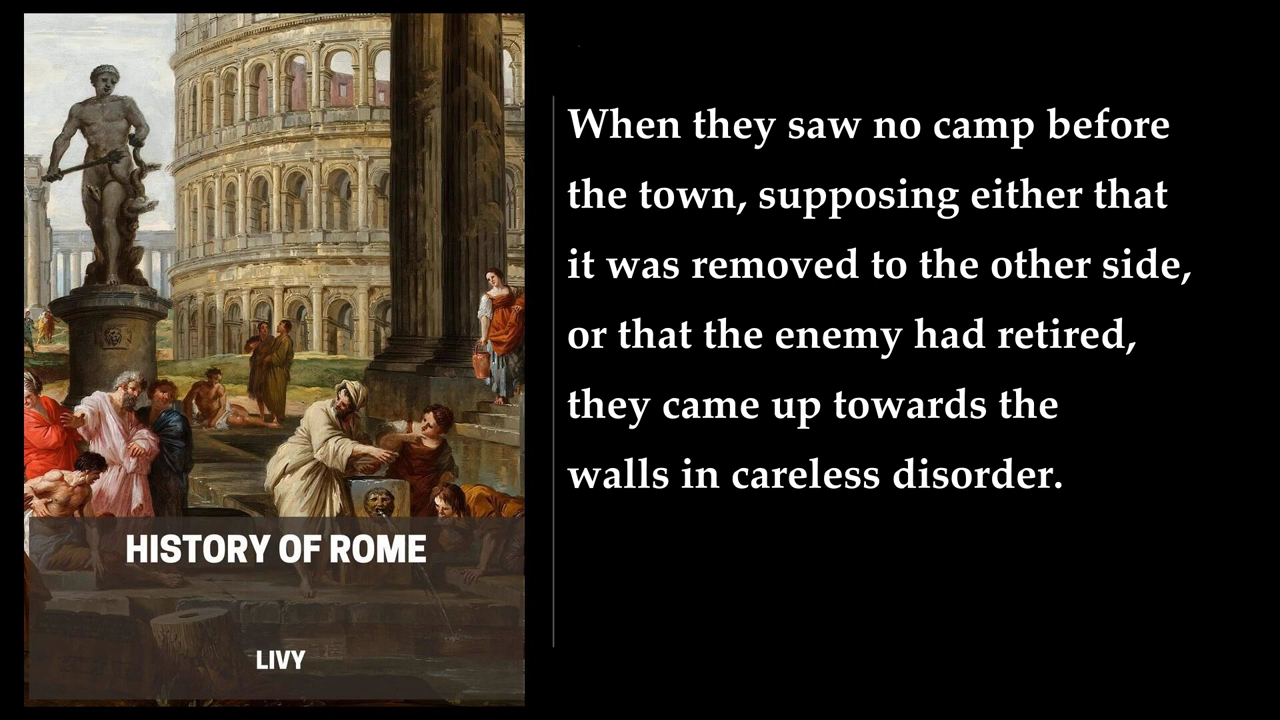 HISTORY OF ROME
LIVY
When they saw no camp before
the town, supposing either that
it was removed to the other side,
or that the enemy had retired,
they came up towards the
walls in careless disorder.